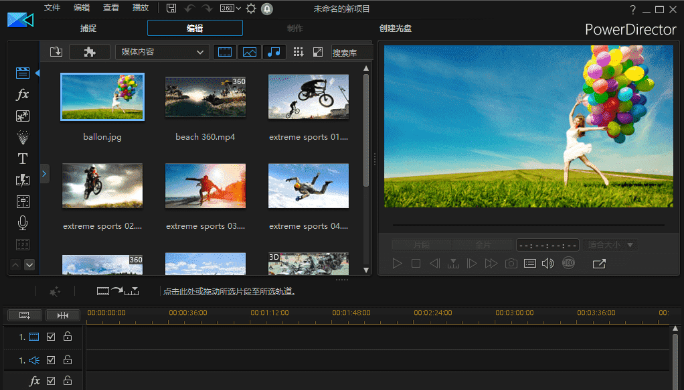 文件 编辑 查看 播放 360 未命名的新项目
捕捉 编辑 制作 创建光盘 PowerDirector
媒体内容 搜索库
360
ballon.jpg beach 360.mp4 extreme sports 01....
extreme sports 02.... extreme sports 03.... extreme sports 04....
360 3D
fx
T
片段 影片 --:--:--:-- 适合大小
3D
点击此处或拖动所选片段至所选轨道。
00:00:00:00 00:00:36:00 00:01:12:00 00:01:48:00 00:02:24:00 00:03:00:00 00:03:36:00
1.
1.
fx